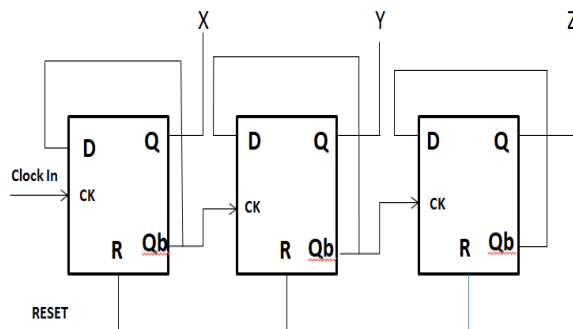 X Y Z
D Q D Q D Q
Clock In CK CK CK
R Qb R Qb R Qb
RESET